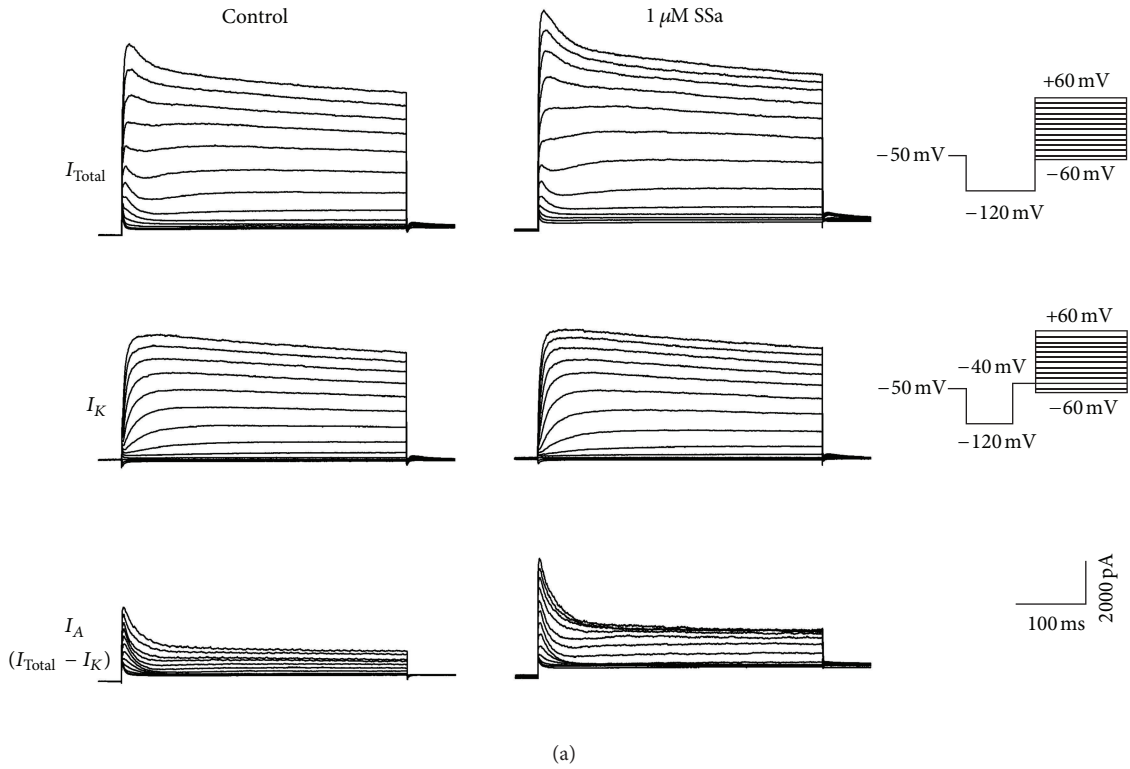 Control
1 μM SSa
I_Total
+60 mV
−50 mV
−60 mV
−120 mV
I_K
+60 mV
−40 mV
−50 mV
−60 mV
−120 mV
I_A
(I_Total − I_K)
2000 pA
100 ms
(a)